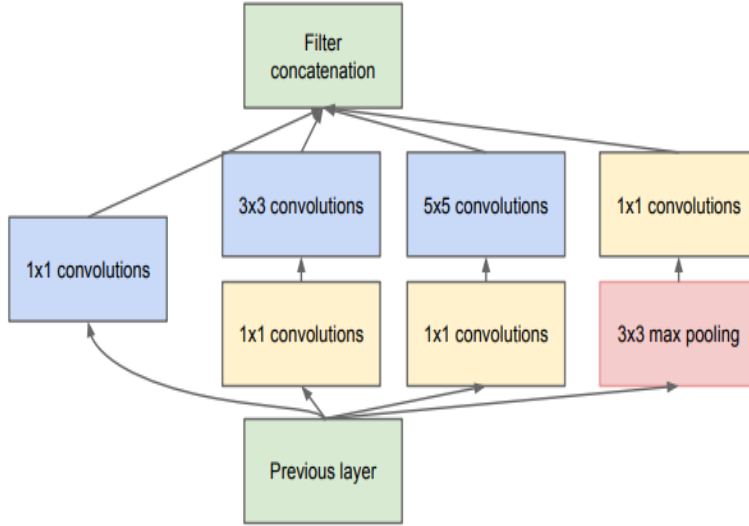 Filter
concatenation
3x3 convolutions
5x5 convolutions
1x1 convolutions
1x1 convolutions
1x1 convolutions
1x1 convolutions
3x3 max pooling
Previous layer